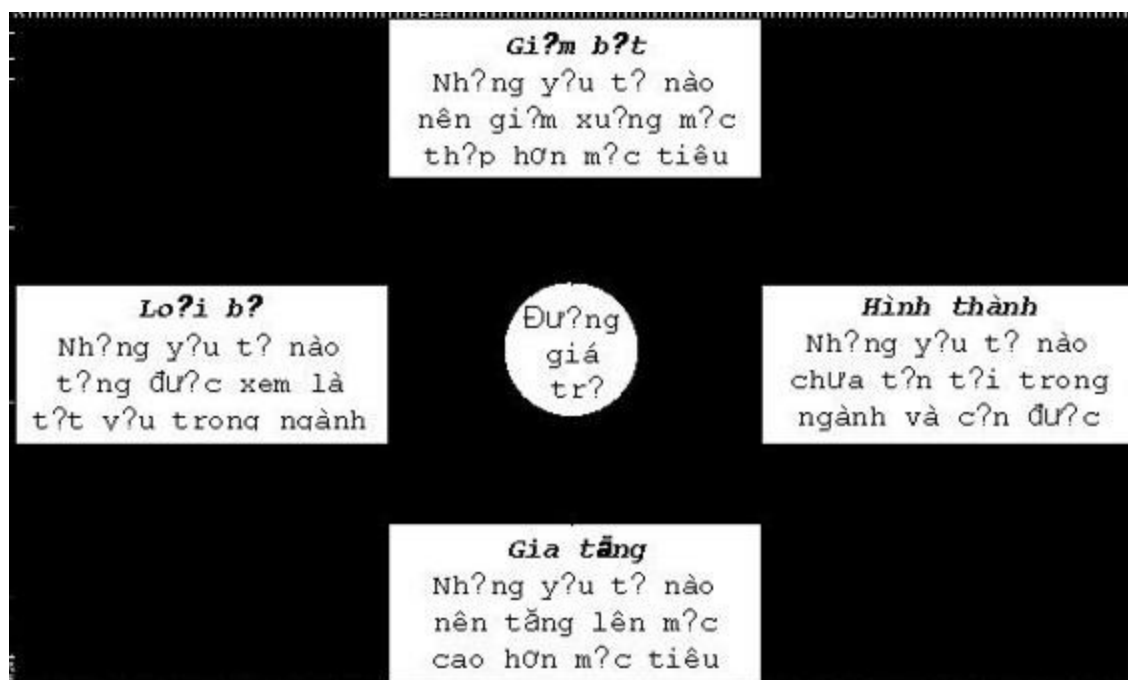 Gi?m b?t
Nh?ng y?u t? nào
nên gi?m xu?ng m?c
th?p hơn m?c tiêu
Lo?i b?
Nh?ng y?u t? nào
t?ng đư?c xem là
t?t y?u trong ngành
Đư?ng
giá
tr?
Hình thành
Nh?ng y?u t? nào
chưa t?n t?i trong
ngành và c?n đư?c
Gia tăng
Nh?ng y?u t? nào
nên tăng lên m?c
cao hơn m?c tiêu